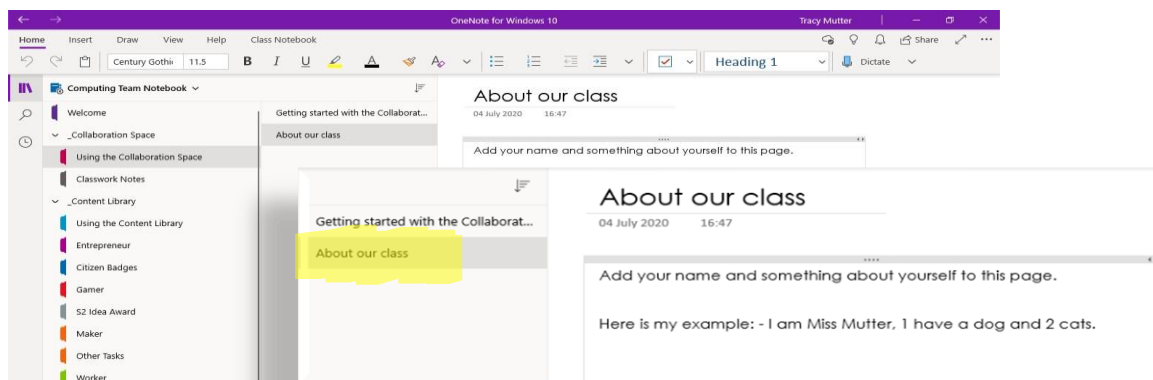 OneNote for Windows 10
Tracy Mutter
Home Insert Draw View Help Class Notebook
Share
Century Gothi 11.5 B I U A Heading 1 Dictate
Computing Team Notebook
Welcome
_Collaboration Space
Using the Collaboration Space
Classwork Notes
_Content Library
Using the Content Library
Entrepreneur
Citizen Badges
Gamer
S2 Idea Award
Maker
Other Tasks
Worker
Getting started with the Collaborat...
About our class
About our class
04 July 2020 16:47
Add your name and something about yourself to this page.
Getting started with the Collaborat...
About our class
About our class
04 July 2020 16:47
Add your name and something about yourself to this page.
Here is my example: - I am Miss Mutter, I have a dog and 2 cats.